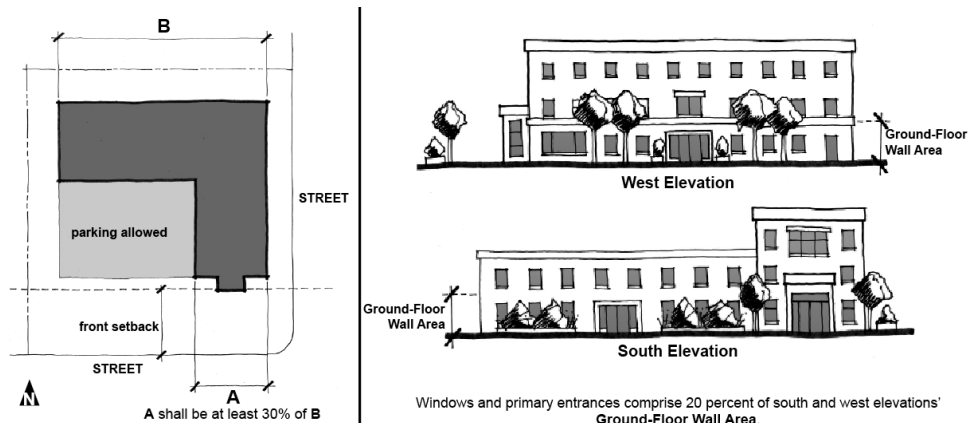 B
STREET
parking allowed
front setback
STREET
A
N
A shall be at least 30% of B
Ground-Floor
Wall Area
West Elevation
Ground-Floor
Wall Area
South Elevation
Windows and primary entrances comprise 20 percent of south and west elevations'
Ground-Floor Wall Area.